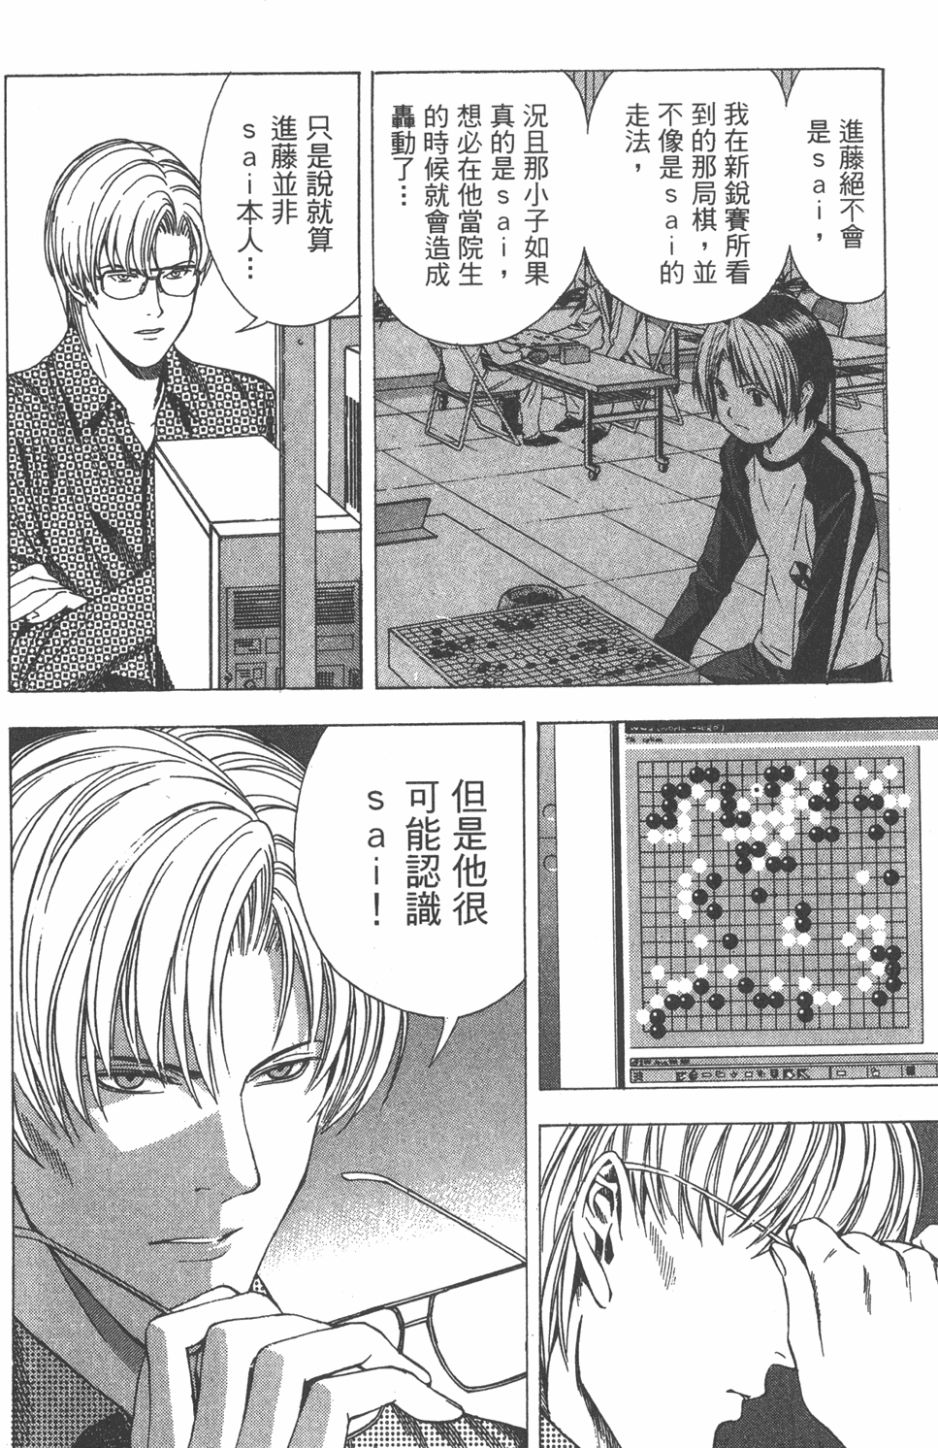 進藤絕不會
是sai，
我在新銳賽所看
到的那局棋，並
不像是sai的
走法，
況且那小子如果
真的是sai，
想必在他當院生
的時候就會造成
轟動了…
只是說就算
進藤並非
sai本人…
但是他很
可能認識
sai！